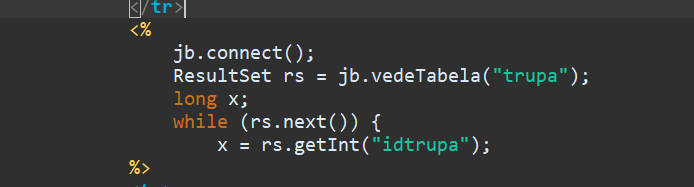 </tr>
<%
jb.connect();
ResultSet rs = jb.vedeTabela("trupa");
long x;
while (rs.next()) {
x = rs.getInt("idtrupa");
%>